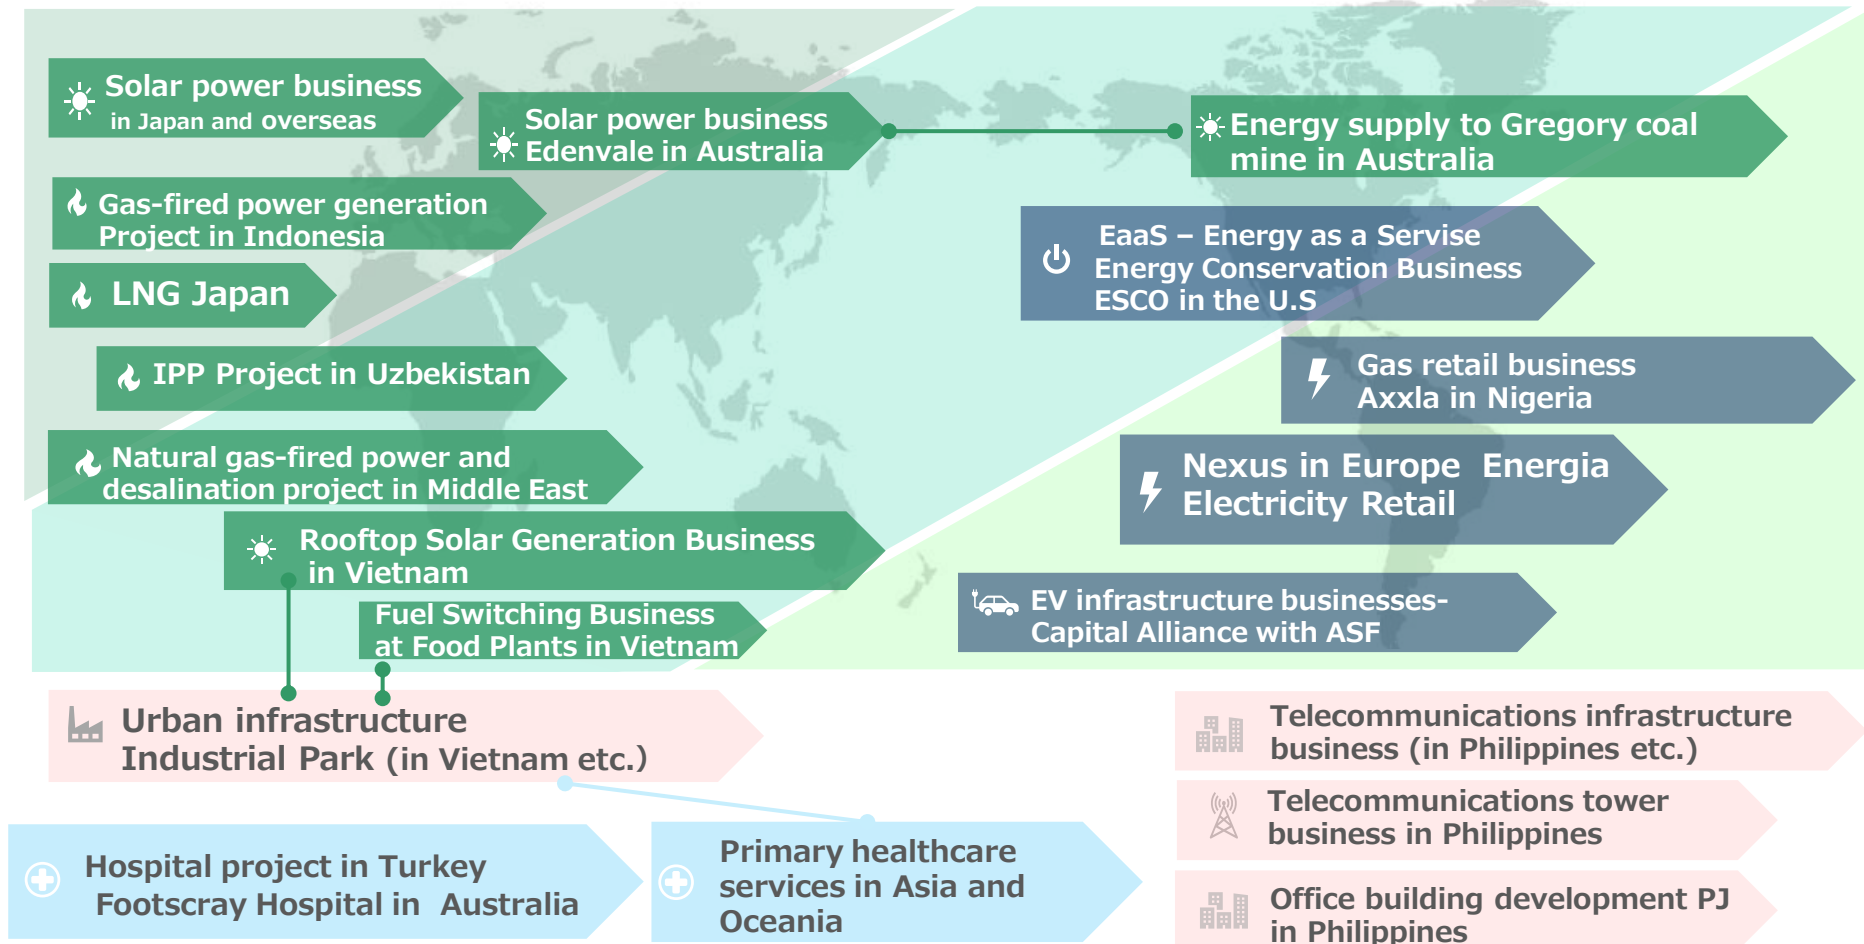 Solar power business
in Japan and overseas
Solar power business
Edenvale in Australia
Energy supply to Gregory coal
mine in Australia
Gas-fired power generation
Project in Indonesia
EaaS – Energy as a Servise
Energy Conservation Business
ESCO in the U.S
LNG Japan
IPP Project in Uzbekistan
Gas retail business
Axxla in Nigeria
Natural gas-fired power and
desalination project in Middle East
Nexus in Europe Energia
Electricity Retail
Rooftop Solar Generation Business
in Vietnam
Fuel Switching Business
at Food Plants in Vietnam
EV infrastructure businesses-
Capital Alliance with ASF
Urban infrastructure
Industrial Park (in Vietnam etc.)
Telecommunications infrastructure
business (in Philippines etc.)
Telecommunications tower
business in Philippines
Hospital project in Turkey
Footscray Hospital in Australia
Primary healthcare
services in Asia and
Oceania
Office building development PJ
in Philippines